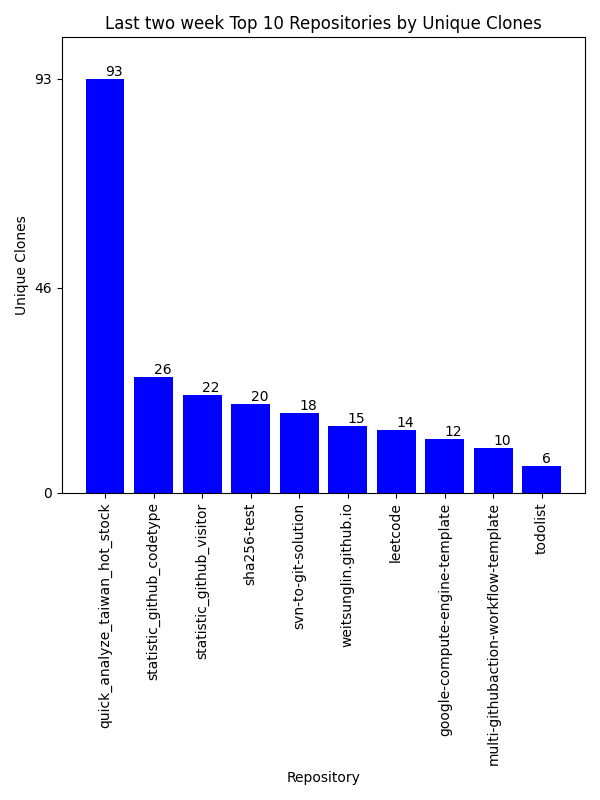 Last two week Top 10 Repositories by Unique Clones
Unique Clones
93
46
0
93
26
22
20
18
15
14
12
10
6
quick_analyze_taiwan_hot_stock
statistic_github_codetype
statistic_github_visitor
sha256-test
svn-to-git-solution
weitsunglin.github.io
leetcode
google-compute-engine-template
multi-githubaction-workflow-template
todolist
Repository